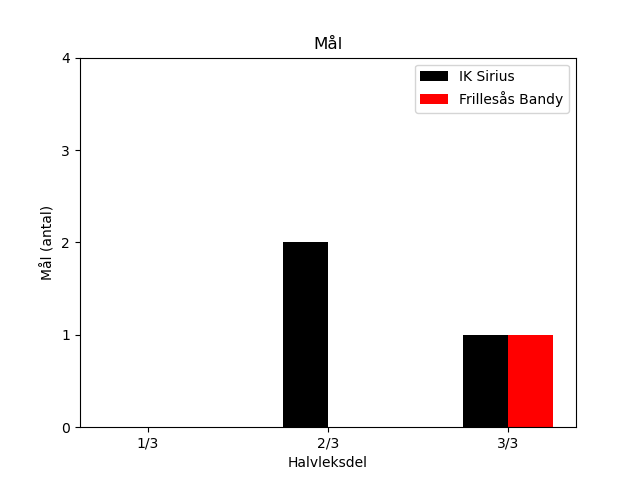 Mål
IK Sirius
Frillesås Bandy
Mål (antal)
4
3
2
1
0
1/3
2/3
3/3
Halvleksdel